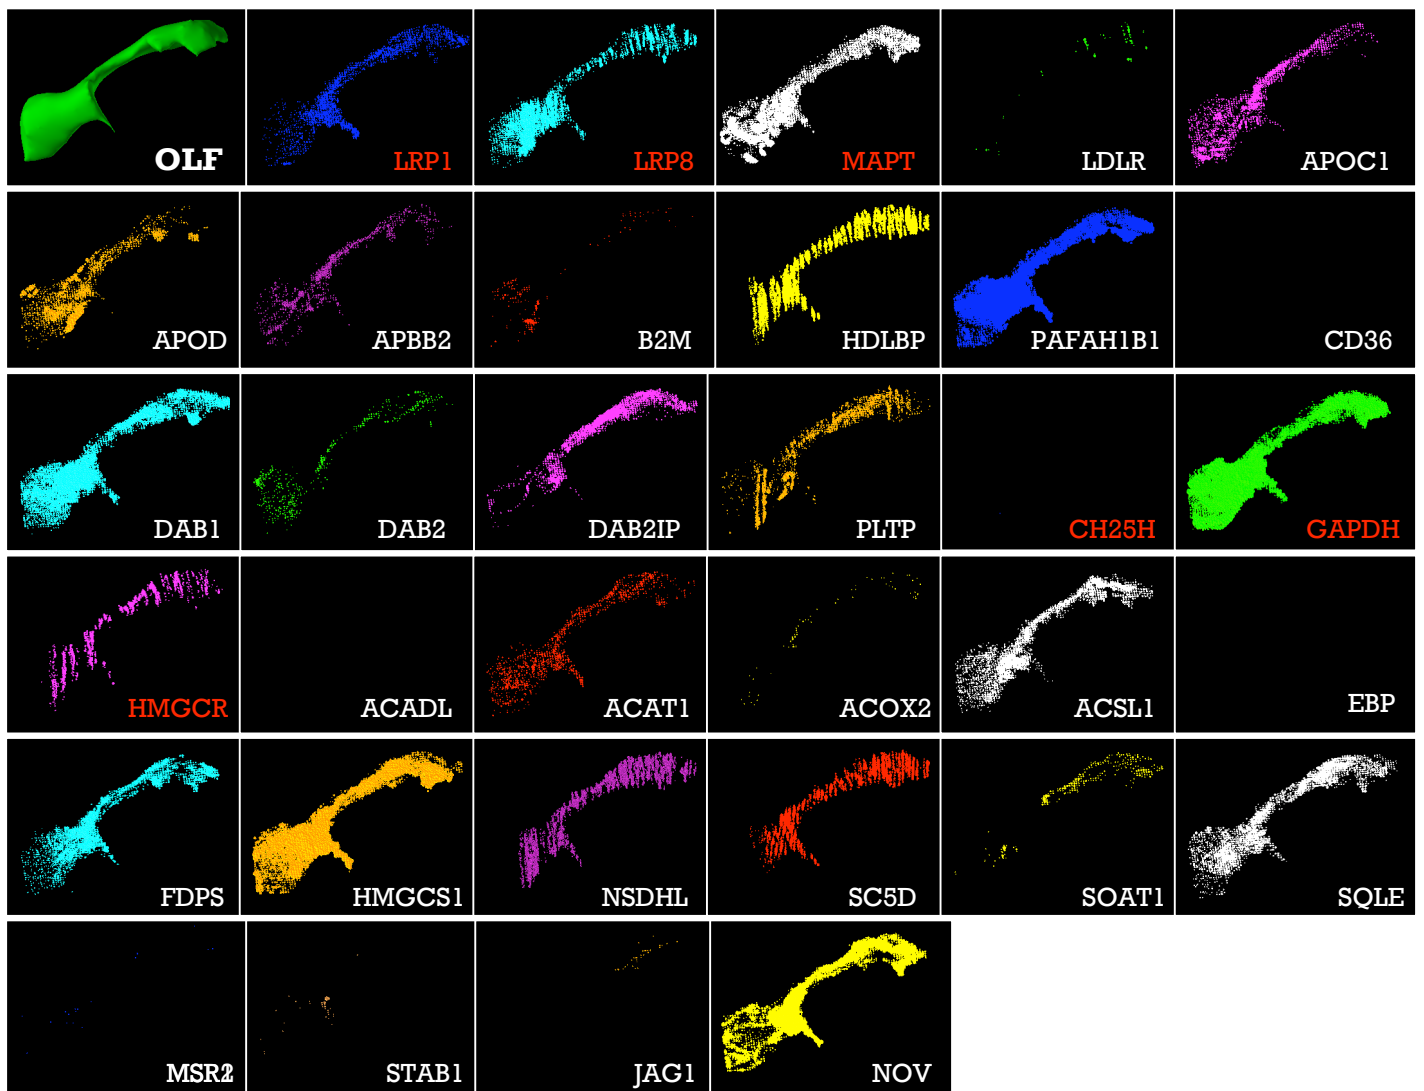 OLF
LRP1
LRP8
MAPT
LDLR
APOC1
APOD
APBB2
B2M
HDLBP
PAFAH1B1
CD36
DAB1
DAB2
DAB2IP
PLTP
CH25H
GAPDH
HMGCR
ACADL
ACAT1
ACOX2
ACSL1
EBP
FDPS
HMGCS1
NSDHL
SC5D
SOAT1
SQLE
STAB1
JAG1
NOV